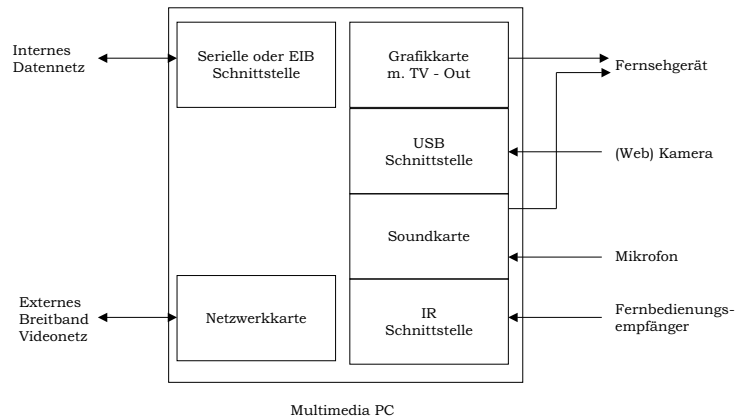 Internes
Datennetz
Serielle oder EIB
Schnittstelle
Grafikkarte
m. TV - Out
Fernsehgerät
USB
Schnittstelle
(Web) Kamera
Soundkarte
Mikrofon
Externes
Breitband
Videonetz
Netzwerkkarte
IR
Schnittstelle
Fernbedienungs-
empfänger
Multimedia PC